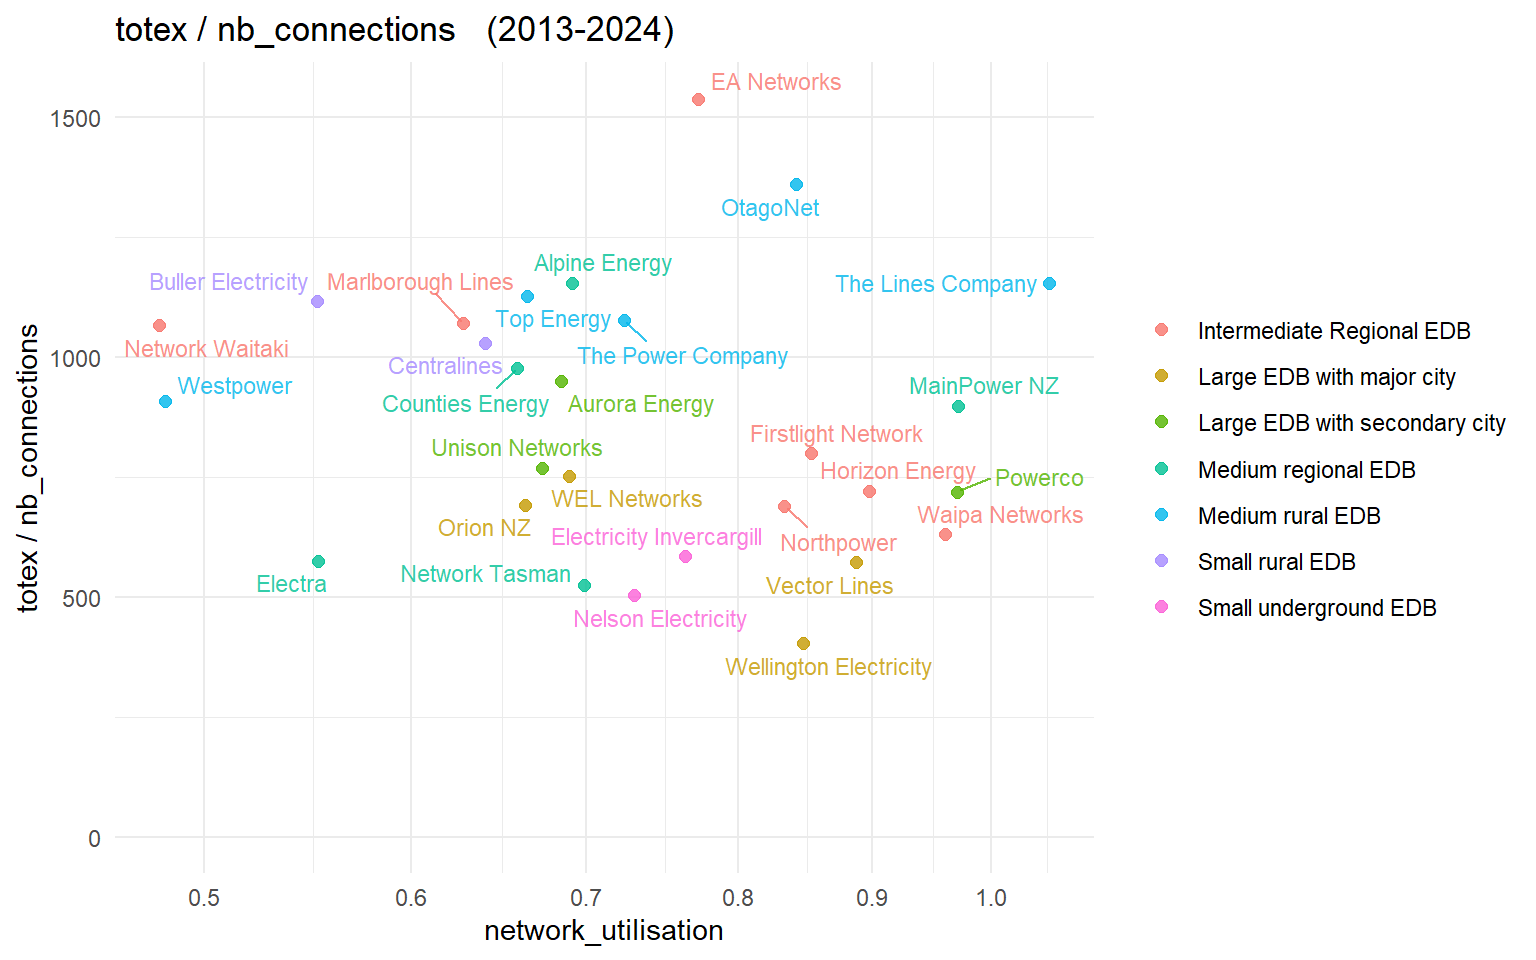 totex / nb_connections   (2013-2024)
EA Networks
1500
OtagoNet
Alpine Energy
Buller Electricity
Marlborough Lines
The Lines Company
Top Energy
Network Waitaki
1000
The Power Company
Centralines
Westpower
MainPower NZ
Counties Energy
Aurora Energy
Firstlight Network
Unison Networks
Horizon Energy
Powerco
WEL Networks
Waipa Networks
Orion NZ
Electricity Invercargill
Northpower
Network Tasman
Electra
Vector Lines
500
Nelson Electricity
Wellington Electricity
0
0.5
0.6
0.7
0.8
0.9
1.0
network_utilisation
totex / nb_connections
Intermediate Regional EDB
Large EDB with major city
Large EDB with secondary city
Medium regional EDB
Medium rural EDB
Small rural EDB
Small underground EDB